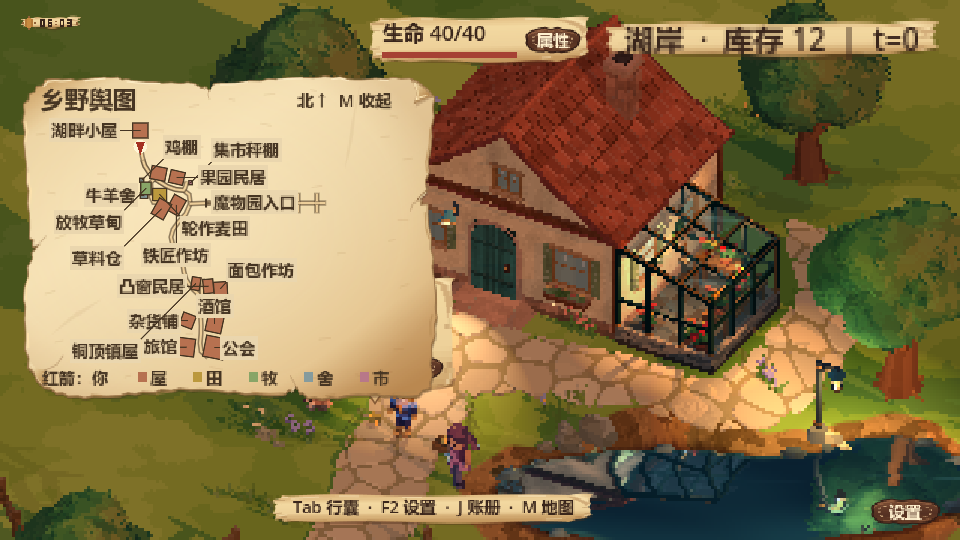 06:03
生命 40/40
属性
湖岸 · 库存 12 | t=0
乡野舆图
北↑ M 收起
湖畔小屋
鸡棚
集市秤棚
果园民居
牛羊舍
魔物园入口
放牧草甸
轮作麦田
草料仓
铁匠作坊
面包作坊
凸窗民居
酒馆
杂货铺
铜顶镇屋
旅馆
公会
红箭：你 屋 田 牧 舍 市
Tab 行囊 · F2 设置 · J 账册 · M 地图
设置